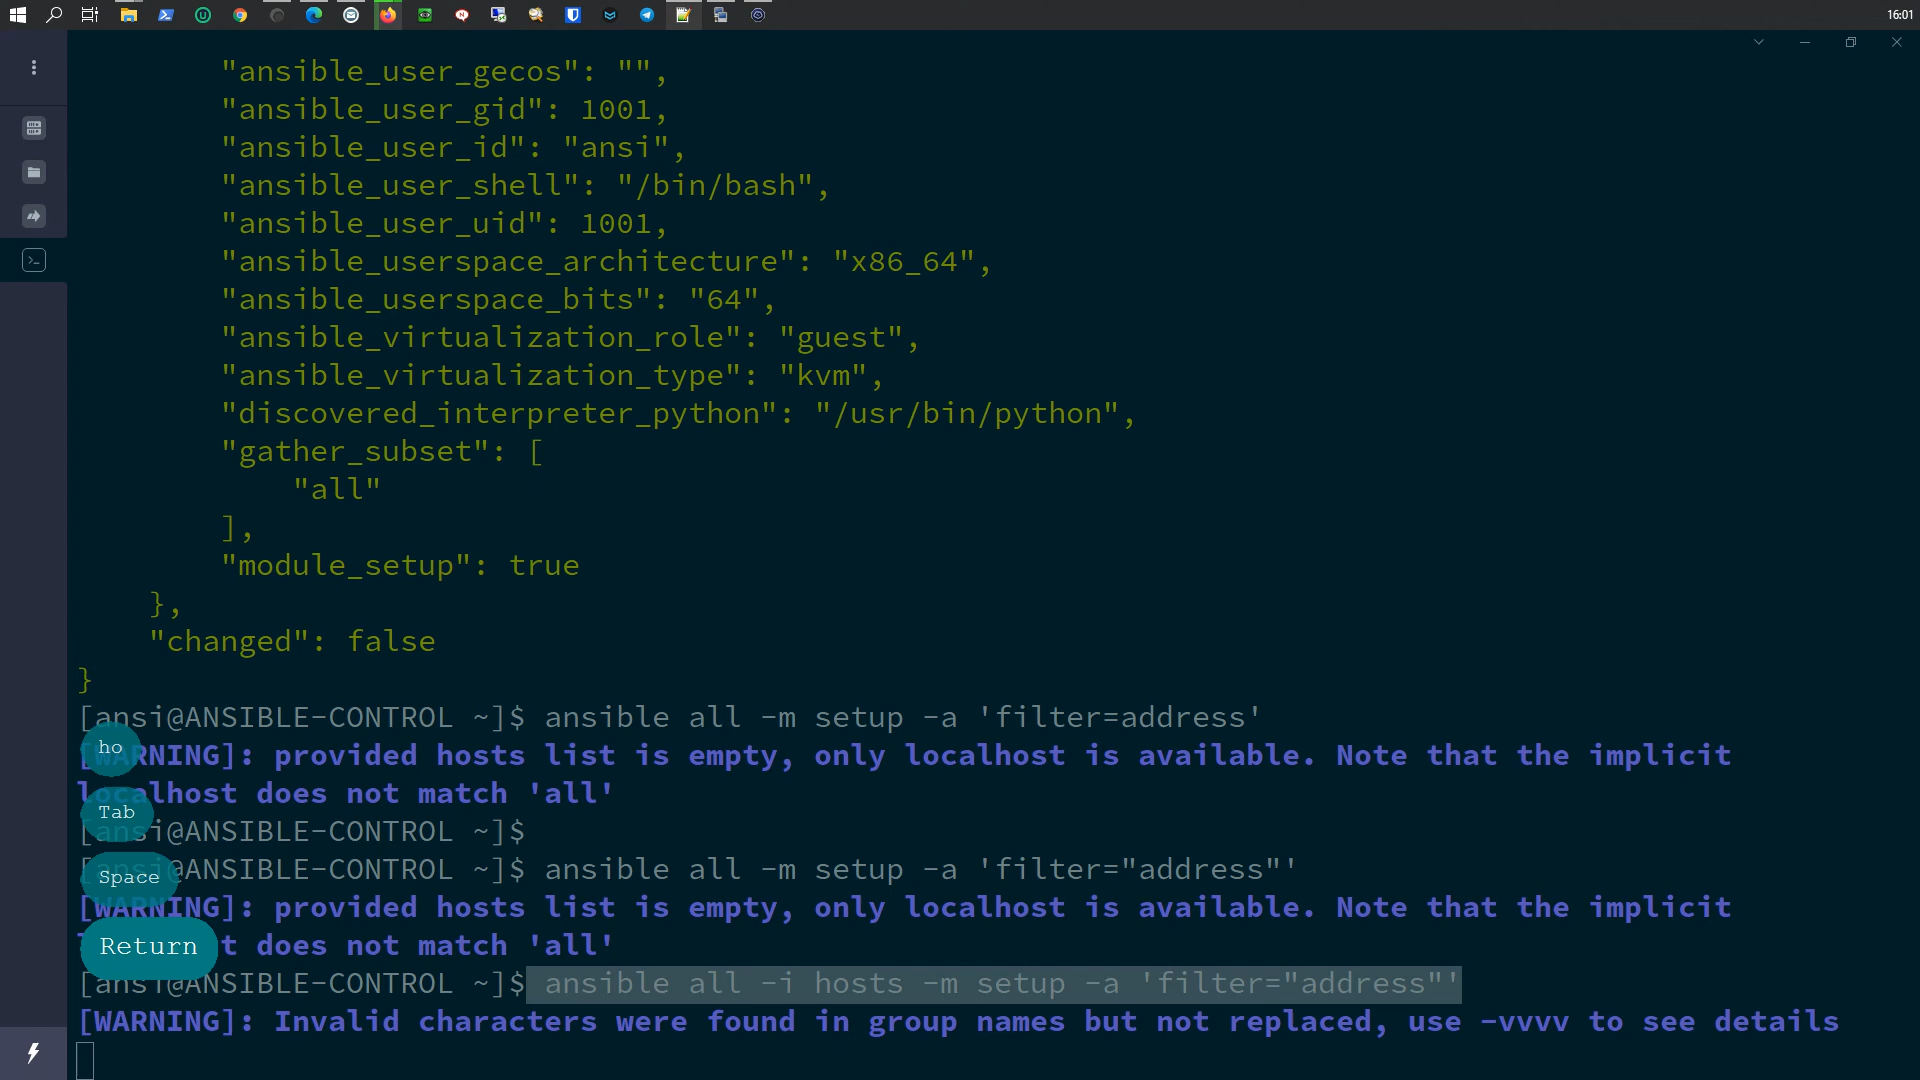 16:01
"ansible_user_gecos": "",
"ansible_user_gid": 1001,
"ansible_user_id": "ansi",
"ansible_user_shell": "/bin/bash",
"ansible_user_uid": 1001,
"ansible_userspace_architecture": "x86_64",
"ansible_userspace_bits": "64",
"ansible_virtualization_role": "guest",
"ansible_virtualization_type": "kvm",
"discovered_interpreter_python": "/usr/bin/python",
"gather_subset": [
"all"
],
"module_setup": true
},
"changed": false
}
[ansi@ANSIBLE-CONTROL ~]$ ansible all -m setup -a 'filter=address'
ho
[WARNING]: provided hosts list is empty, only localhost is available. Note that the implicit
localhost does not match 'all'
Tab
[ansi@ANSIBLE-CONTROL ~]$
[ansi@ANSIBLE-CONTROL ~]$ ansible all -m setup -a 'filter="address"'
Space
[WARNING]: provided hosts list is empty, only localhost is available. Note that the implicit
Return
t does not match 'all'
[ansi@ANSIBLE-CONTROL ~]$ ansible all -i hosts -m setup -a 'filter="address"'
[WARNING]: Invalid characters were found in group names but not replaced, use -vvvv to see details